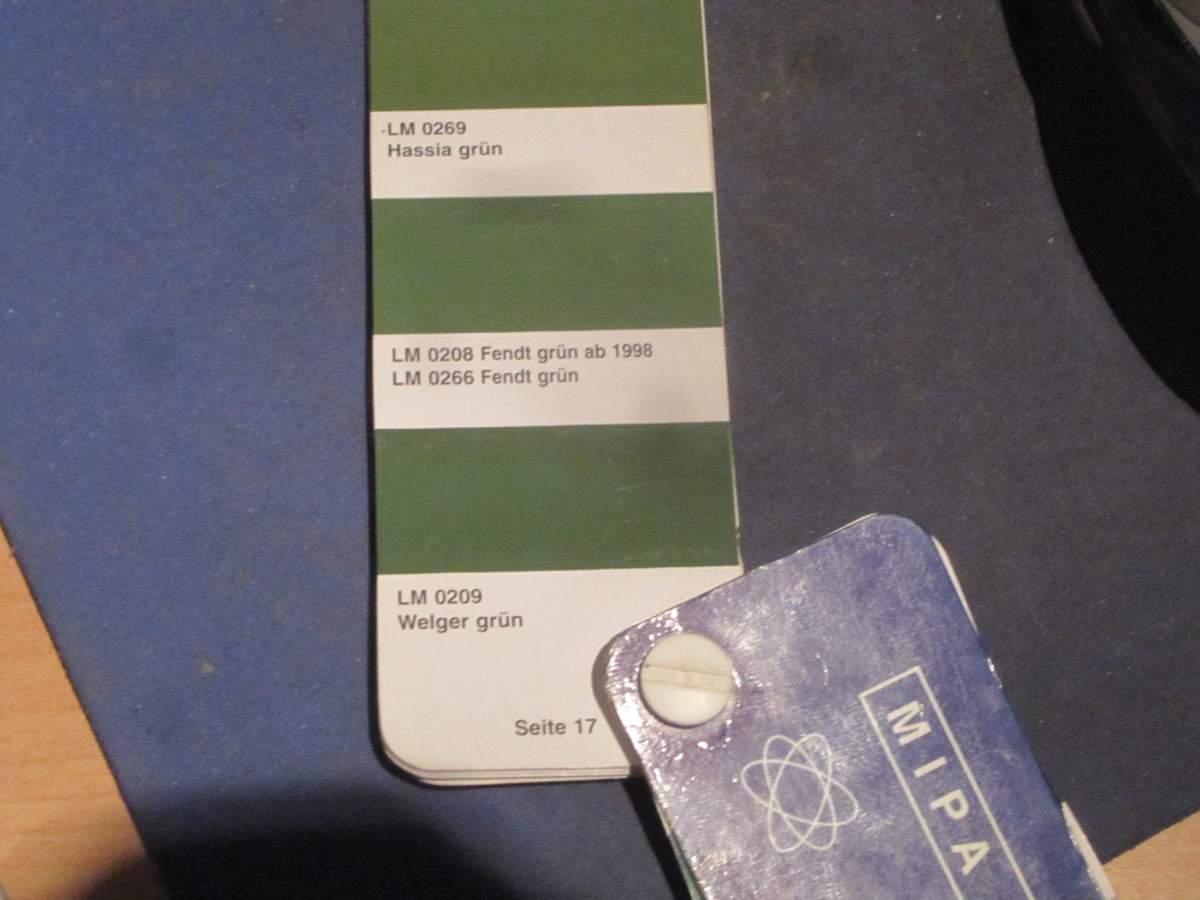 -LM 0269
Hassia grün
LM 0208 Fendt grün ab 1998
LM 0266 Fendt grün
LM 0209
Welger grün
Seite 17
MIPA